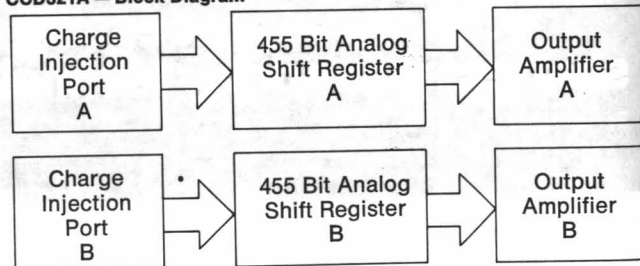 CCD321A — Block Diagram
Charge
Injection
Port
A
455 Bit Analog
Shift Register
A
Output
Amplifier
A
Charge
Injection
Port
B
455 Bit Analog
Shift Register
B
Output
Amplifier
B